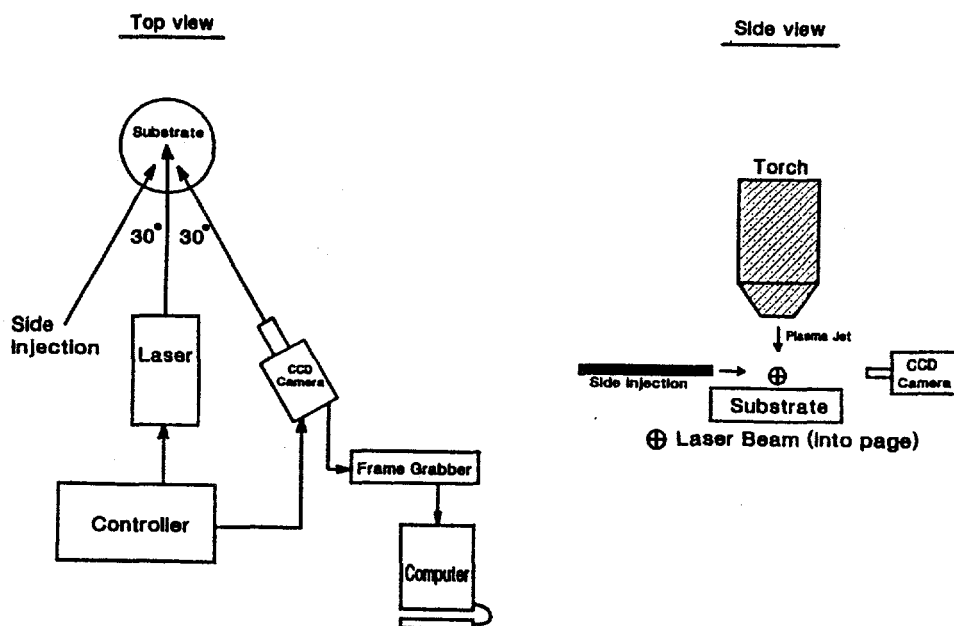 Top view
Substrate
30°
30°
Side
Injection
Laser
CCD
Camera
Frame Grabber
Controller
Computer
Side view
Torch
Plasma Jet
Side Injection
CCD
Camera
Substrate
⊕ Laser Beam (into page)